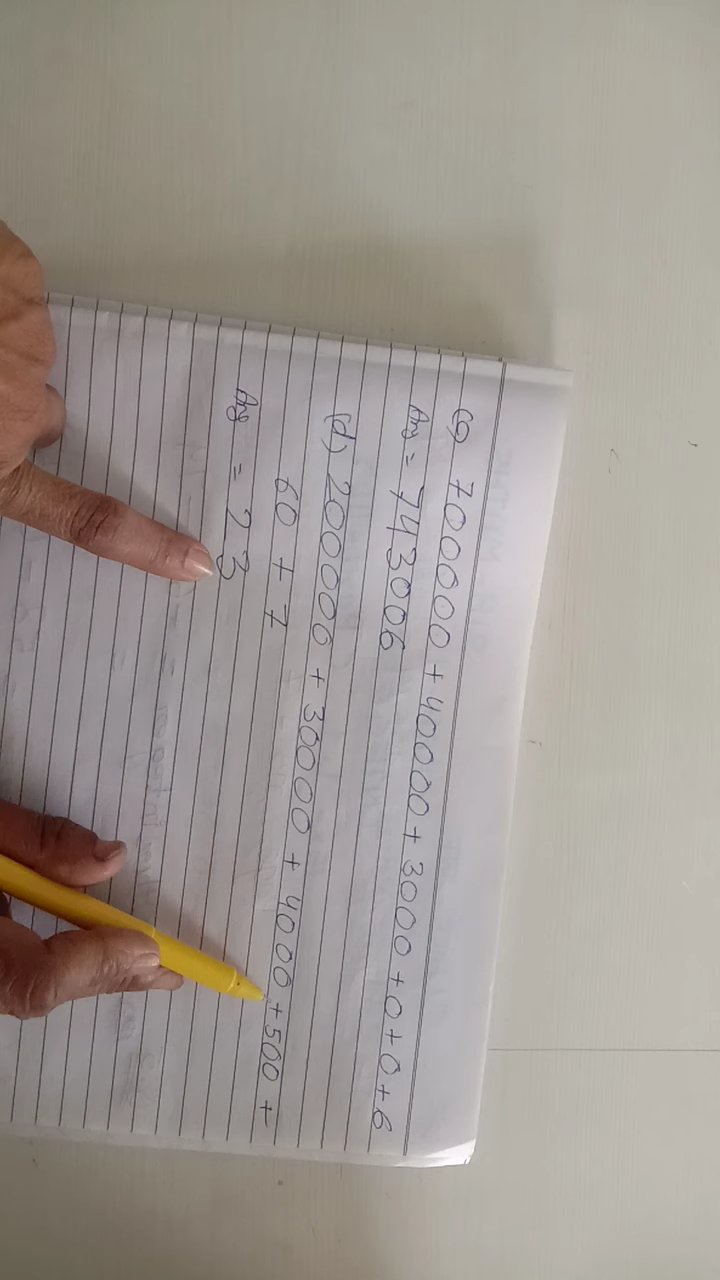 (c) 700000 + 40000 + 3000 + 0 + 0 + 6
Ans = 743006
(d) 200000 + 30000 + 4000 + 500 +
60 + 7
Ans = 23